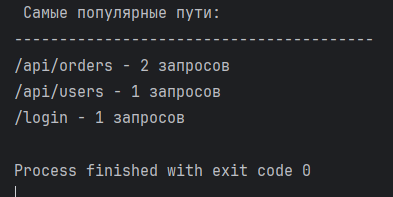 Самые популярные пути:
----------------------------------------
/api/orders - 2 запросов
/api/users - 1 запросов
/login - 1 запросов
Process finished with exit code 0